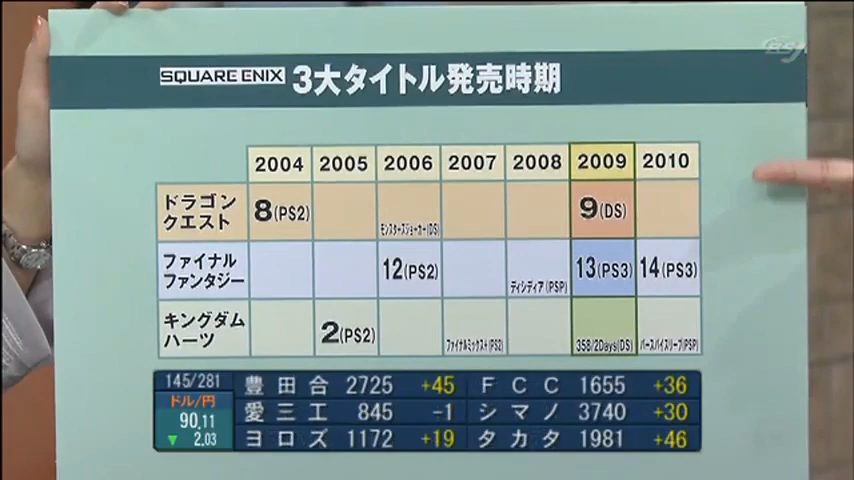 BSJ
SQUARE ENIX 3大タイトル発売時期
2004 2005 2006 2007 2008 2009 2010
ドラゴン
クエスト
8(PS2)
モンスターズジョーカー(DS)
9(DS)
ファイナル
ファンタジー
12(PS2)
ディシディア(PSP)
13(PS3)
14(PS3)
キングダム
ハーツ
2(PS2)
ファイナルミックス+(PS2)
358/2Days(DS)
バースバイスリープ(PSP)
145/281
ドル/円
90.11
▼ 2.03
豊田合 2725 +45 FCC 1655 +36
愛三工 845 -1 シマノ 3740 +30
ヨロズ 1172 +19 タカタ 1981 +46